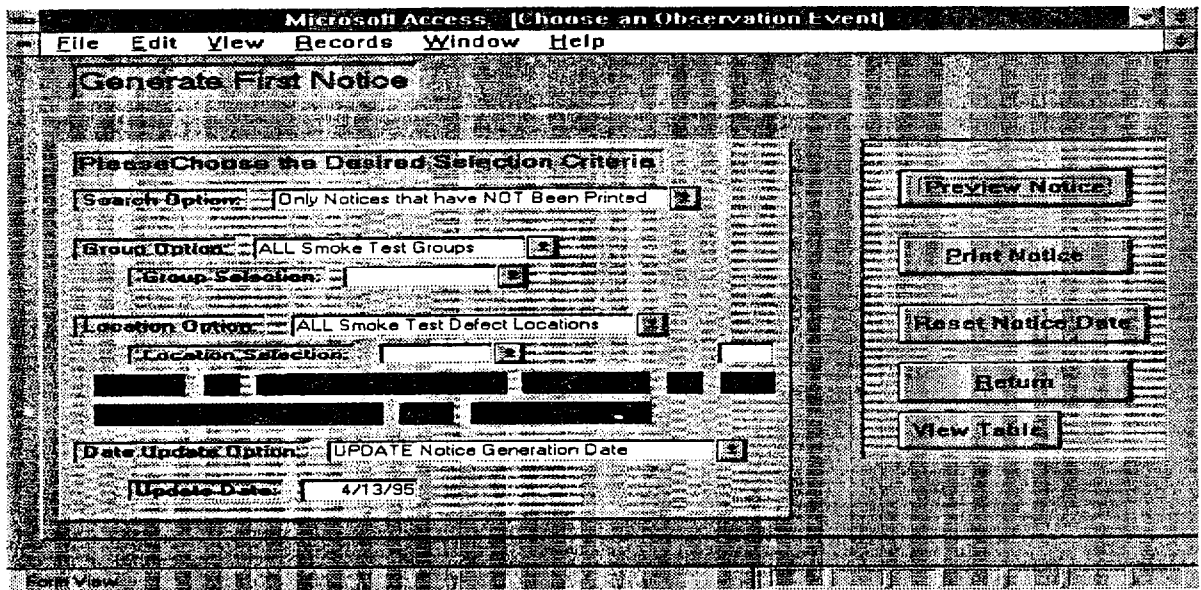 Microsoft Access - [Choose an Observation Event]
File Edit View Records Window Help
Generate First Notice
PleaseChoose the Desired Selection Criteria
Search Option: Only Notices that have NOT Been Printed
Group Option: ALL Smoke Test Groups
Group Selection:
Location Option: ALL Smoke Test Defect Locations
Location Selection:
Date Update Option: UPDATE Notice Generation Date
Update Date: 4/13/95
Preview Notice
Print Notice
Reset Notice Date
Return
View Table
Form View